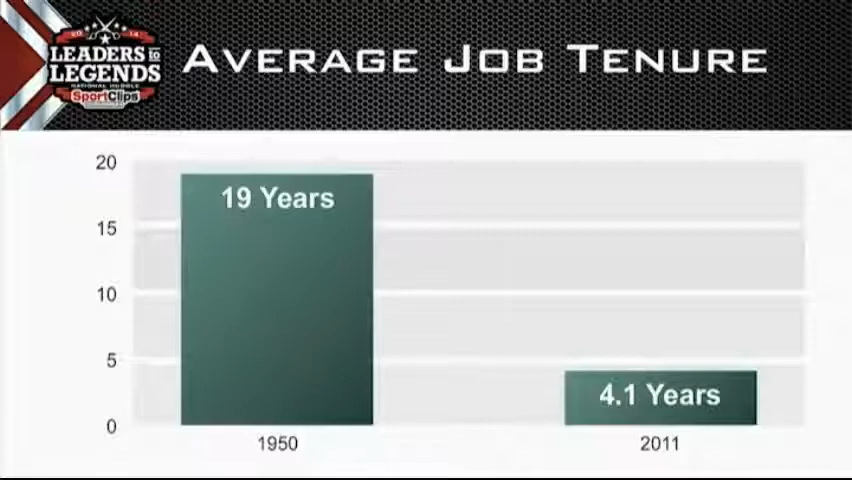 20 14
LEADERS to
LEGENDS
NATIONAL HUDDLE
SportClips
AVERAGE JOB TENURE
20
15
10
5
0
19 Years
4.1 Years
1950
2011